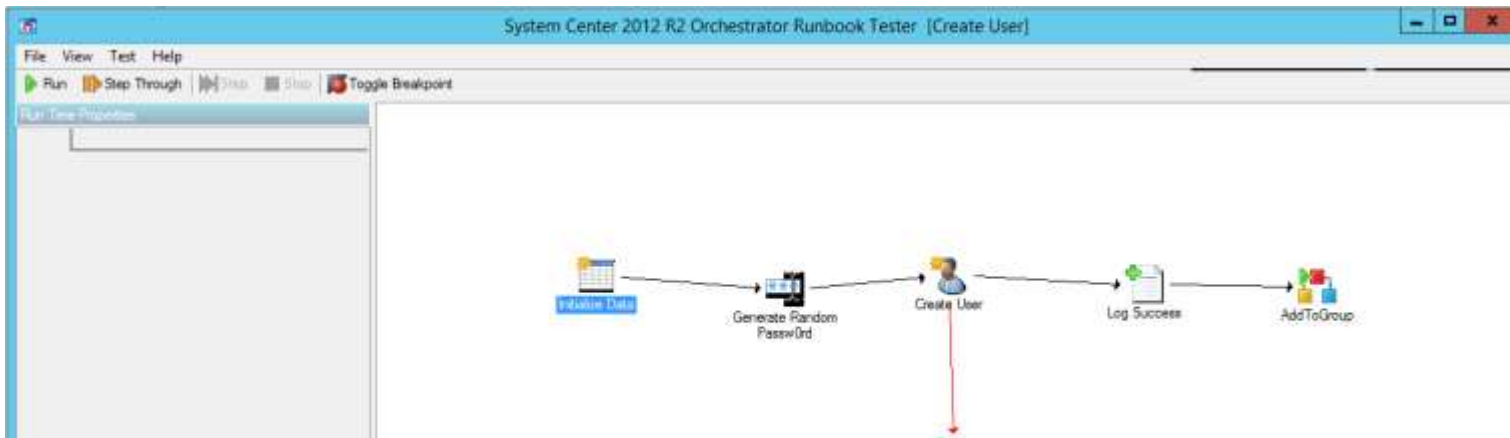 System Center 2012 R2 Orchestrator Runbook Tester [Create User]
File View Test Help
Run Step Through Step Stop Toggle Breakpoint
Run Time Properties
Initialize Data
Generate Random
Passw0rd
Create User
Log Success
AddToGroup